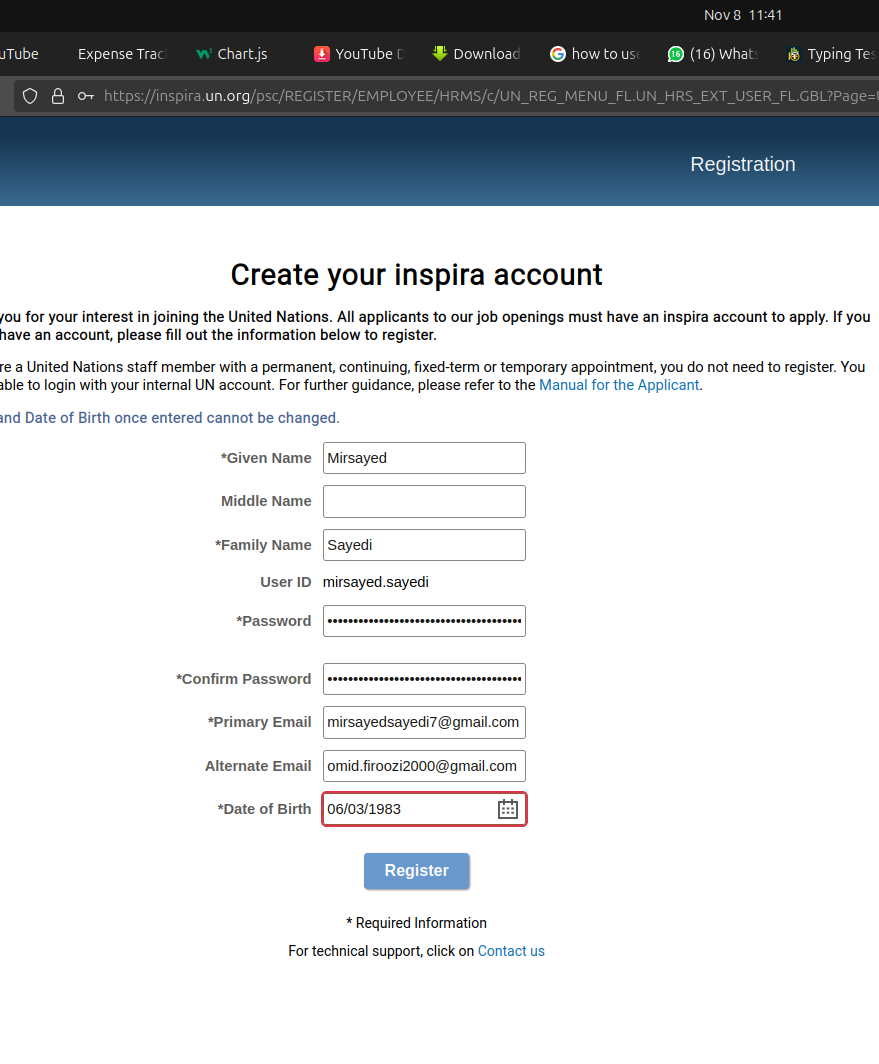 Nov 8 11:41
uTube Expense Trac Chart.js YouTube D Download how to use 16 (16) Whats Typing Tes
https://inspira.un.org/psc/REGISTER/EMPLOYEE/HRMS/c/UN_REG_MENU_FL.UN_HRS_EXT_USER_FL.GBL?Page=U
Registration
Create your inspira account
you for your interest in joining the United Nations. All applicants to our job openings must have an inspira account to apply. If you
have an account, please fill out the information below to register.
re a United Nations staff member with a permanent, continuing, fixed-term or temporary appointment, you do not need to register. You
able to login with your internal UN account. For further guidance, please refer to the Manual for the Applicant.
and Date of Birth once entered cannot be changed.
*Given Name Mirsayed
Middle Name
*Family Name Sayedi
User ID mirsayed.sayedi
*Password
*Confirm Password
*Primary Email mirsayedsayedi7@gmail.com
Alternate Email omid.firoozi2000@gmail.com
*Date of Birth 06/03/1983
Register
* Required Information
For technical support, click on Contact us